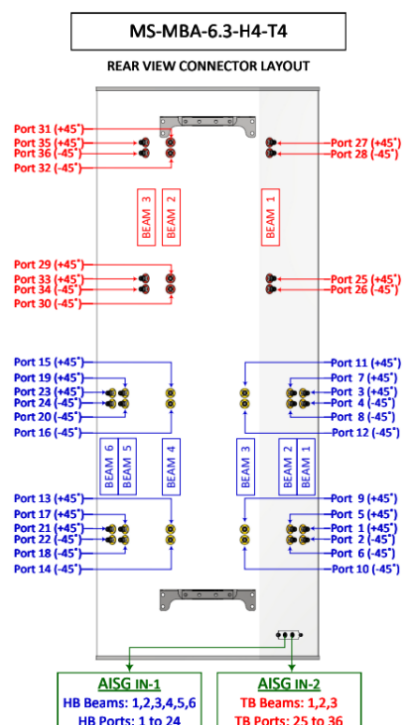 MS-MBA-6.3-H4-T4
REAR VIEW CONNECTOR LAYOUT
Port 31 (+45°)
Port 35 (+45°)
Port 36 (-45°)
Port 32 (-45°)
Port 27 (+45°)
Port 28 (-45°)
BEAM 3
BEAM 2
BEAM 1
Port 29 (+45°)
Port 33 (+45°)
Port 34 (-45°)
Port 30 (-45°)
Port 25 (+45°)
Port 26 (-45°)
Port 15 (+45°)
Port 19 (+45°)
Port 23 (+45°)
Port 24 (-45°)
Port 20 (-45°)
Port 16 (-45°)
Port 11 (+45°)
Port 7 (+45°)
Port 3 (+45°)
Port 4 (-45°)
Port 8 (-45°)
Port 12 (-45°)
BEAM 6
BEAM 5
BEAM 4
BEAM 3
BEAM 2
BEAM 1
Port 13 (+45°)
Port 17 (+45°)
Port 21 (+45°)
Port 22 (-45°)
Port 18 (-45°)
Port 14 (-45°)
Port 9 (+45°)
Port 5 (+45°)
Port 1 (+45°)
Port 2 (-45°)
Port 6 (-45°)
Port 10 (-45°)
AISG IN-1
HB Beams: 1,2,3,4,5,6
HB Ports: 1 to 24
AISG IN-2
TB Beams: 1,2,3
TB Ports: 25 to 36